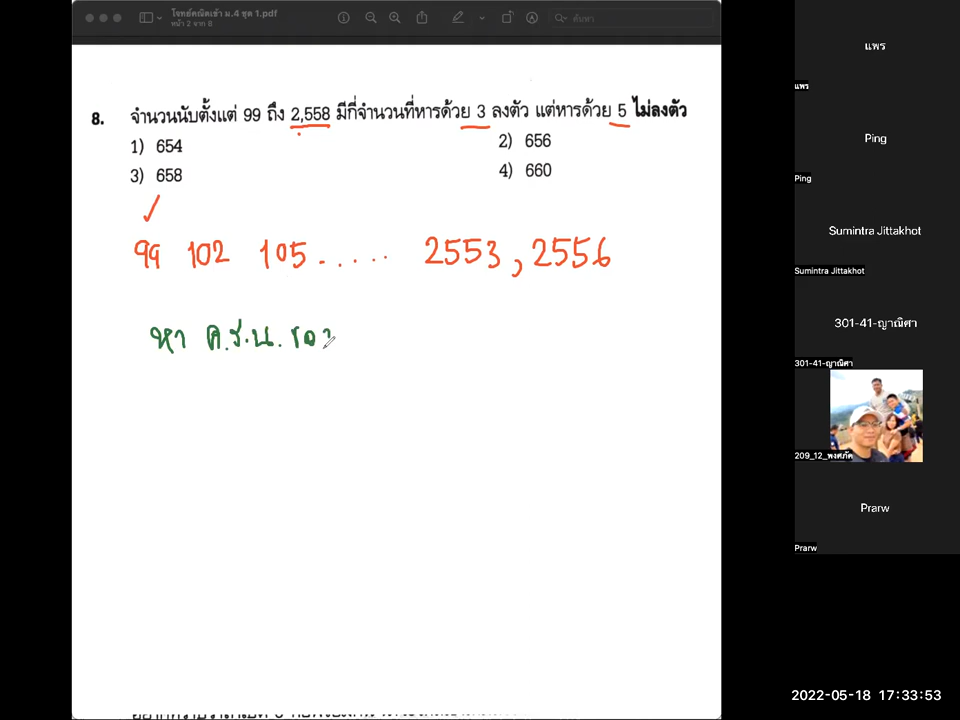 โจทย์คณิตเข้า ม.4 ชุด 1.pdf
หน้า 2 จาก 8
ค้นหา
8. จำนวนนับตั้งแต่ 99 ถึง 2,558 มีกี่จำนวนที่หารด้วย 3 ลงตัว แต่หารด้วย 5 ไม่ลงตัว
1) 654 2) 656
3) 658 4) 660
99 102 105 ...... 2553, 2556
หา ค.ร.น.
แพร
แพร
Ping
Ping
Sumintra Jittakhot
Sumintra Jittakhot
301-41-ญาณิศา
301-41-ญาณิศา
209_12_พงศภัค
Prarw
Prarw
2022-05-18 17:33:53